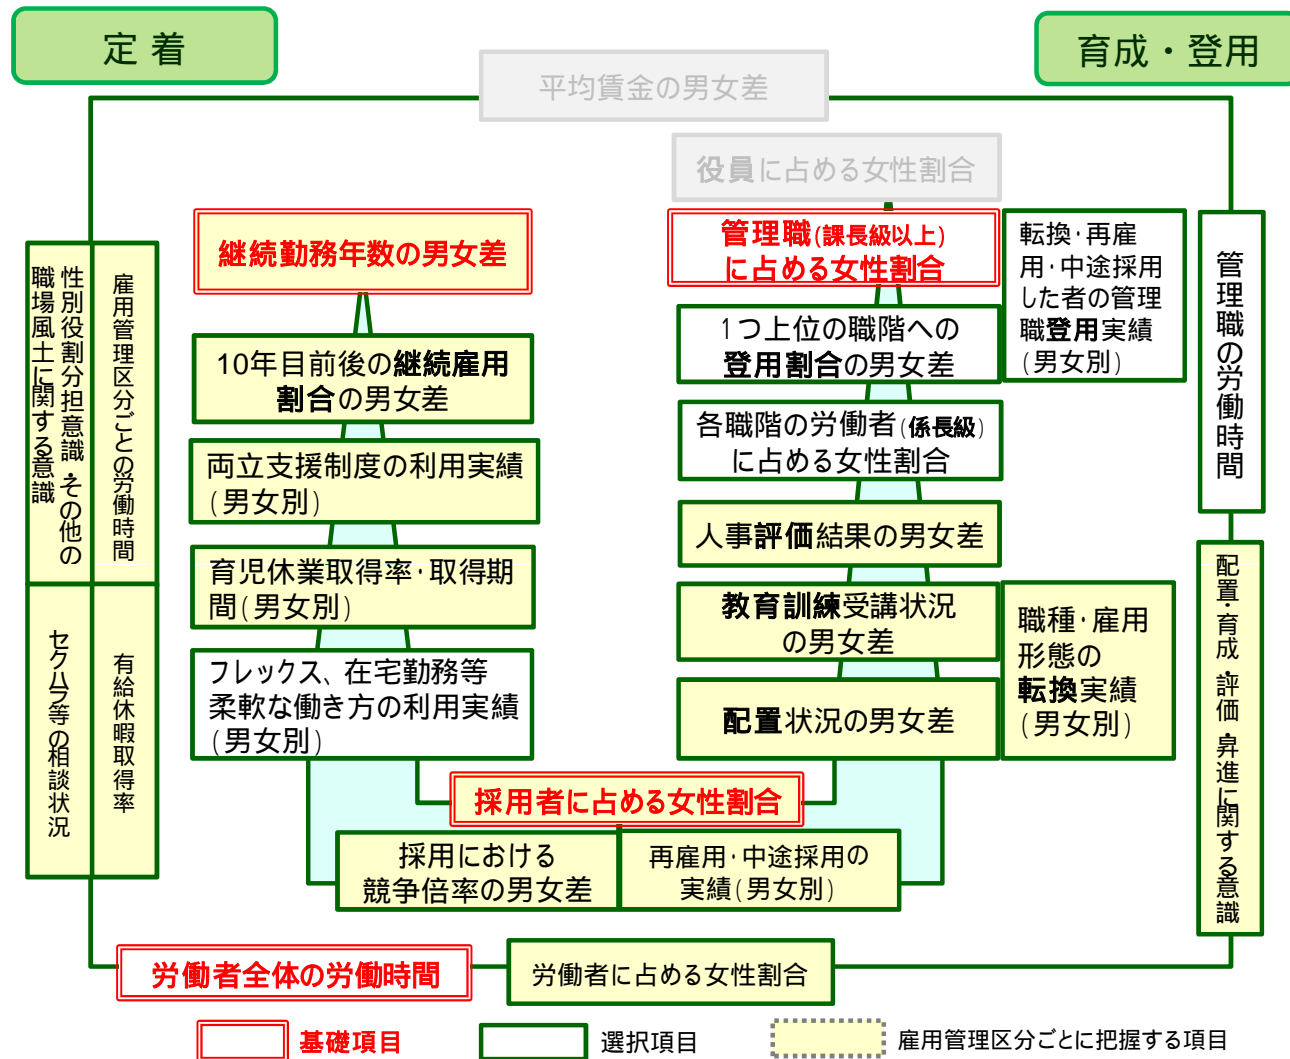 定 着
育成・登用
平均賃金の男女差
役員に占める女性割合
継続勤務年数の男女差
管理職(課長級以上)
に占める女性割合
転換・再雇
用・中途採用
した者の管理
職登用実績
(男女別)
管理職の労働時間
性別役割分担意識・その他の
職場風土に関する意識
雇用管理区分ごとの労働時間
10年目前後の継続雇用
割合の男女差
1つ上位の職階への
登用割合の男女差
各職階の労働者(係長級)
に占める女性割合
両立支援制度の利用実績
(男女別)
人事評価結果の男女差
育児休業取得率・取得期
間(男女別)
教育訓練受講状況
の男女差
職種・雇用
形態の
転換実績
(男女別)
配置・育成・評価・昇進に関する意識
セクハラ等の相談状況
有給休暇取得率
フレックス、在宅勤務等
柔軟な働き方の利用実績
(男女別)
配置状況の男女差
採用者に占める女性割合
採用における
競争倍率の男女差
再雇用・中途採用の
実績(男女別)
労働者全体の労働時間
労働者に占める女性割合
基礎項目
選択項目
雇用管理区分ごとに把握する項目